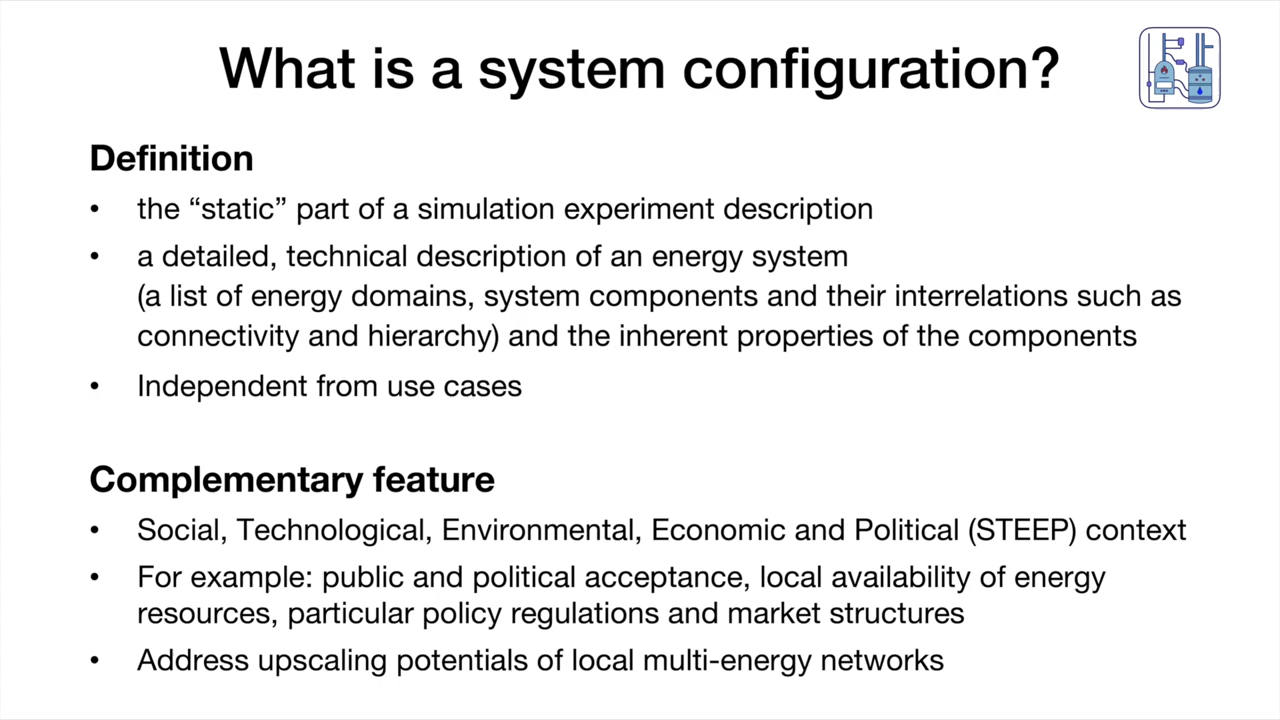 What is a system configuration?
Definition
• the “static” part of a simulation experiment description
• a detailed, technical description of an energy system
(a list of energy domains, system components and their interrelations such as
connectivity and hierarchy) and the inherent properties of the components
• Independent from use cases
Complementary feature
• Social, Technological, Environmental, Economic and Political (STEEP) context
• For example: public and political acceptance, local availability of energy
resources, particular policy regulations and market structures
• Address upscaling potentials of local multi-energy networks